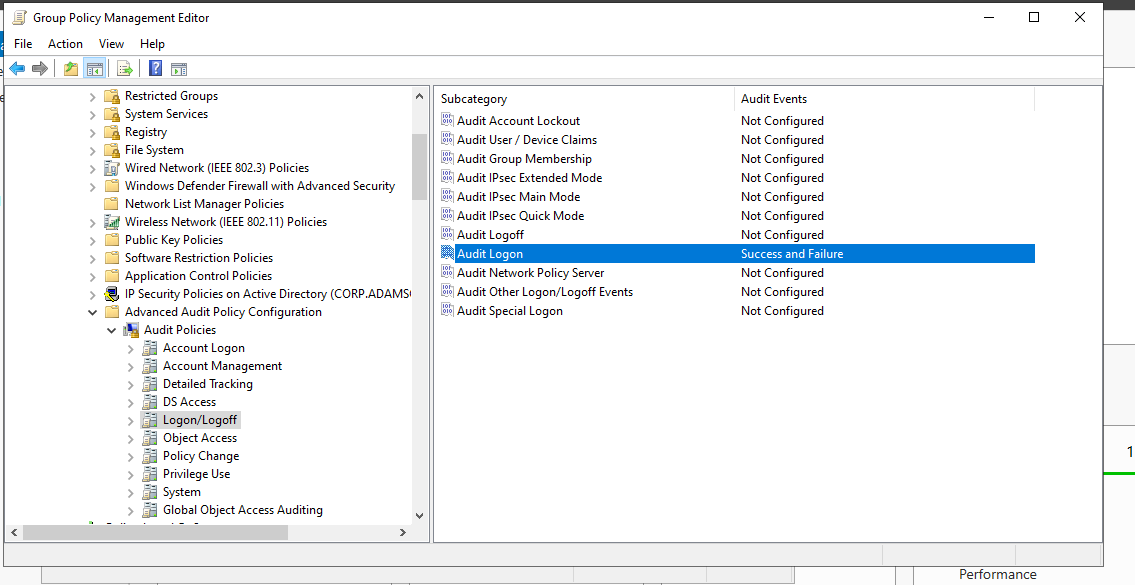 Group Policy Management Editor
File Action View Help
Restricted Groups
System Services
Registry
File System
Wired Network (IEEE 802.3) Policies
Windows Defender Firewall with Advanced Security
Network List Manager Policies
Wireless Network (IEEE 802.11) Policies
Public Key Policies
Software Restriction Policies
Application Control Policies
IP Security Policies on Active Directory (CORP.ADAMS
Advanced Audit Policy Configuration
Audit Policies
Account Logon
Account Management
Detailed Tracking
DS Access
Logon/Logoff
Object Access
Policy Change
Privilege Use
System
Global Object Access Auditing
Subcategory Audit Events
Audit Account Lockout Not Configured
Audit User / Device Claims Not Configured
Audit Group Membership Not Configured
Audit IPsec Extended Mode Not Configured
Audit IPsec Main Mode Not Configured
Audit IPsec Quick Mode Not Configured
Audit Logoff Not Configured
Audit Logon Success and Failure
Audit Network Policy Server Not Configured
Audit Other Logon/Logoff Events Not Configured
Audit Special Logon Not Configured
1
Performance